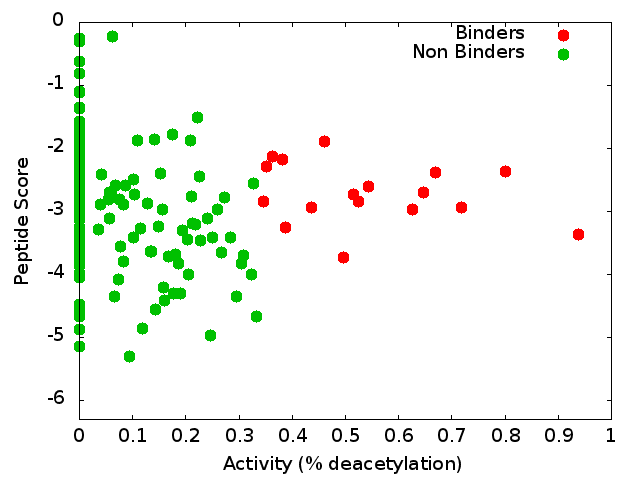 Binders
Non Binders
0
-1
-2
-3
-4
-5
-6
Peptide Score
0 0.1 0.2 0.3 0.4 0.5 0.6 0.7 0.8 0.9 1
Activity (% deacetylation)